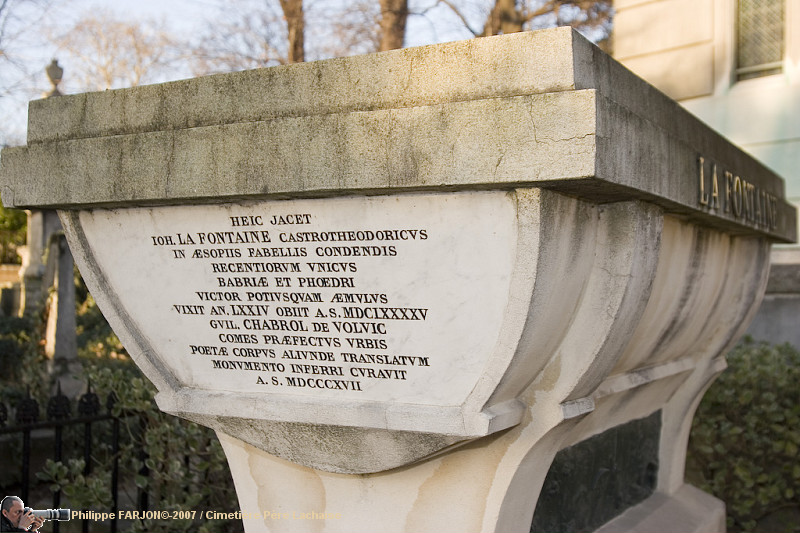 HEIC JACET
IOH. LA FONTAINE CASTROTHEODORICVS
IN ÆSOPIIS FABELLIS CONDENDIS
RECENTIORVM VNICVS
BABRIÆ ET PHŒDRI
VICTOR POTIVSQVAM ÆMVLVS
VIXIT AN. LXXIV OBIIT A.S. MDCLXXXXV
GVIL. CHABROL DE VOLVIC
COMES PRÆFECTVS VRBIS
POETÆ CORPVS ALIVNDE TRANSLATVM
MONVMENTO INFERRI CVRAVIT
A.S. MDCCCXVII
LA FONTAINE
Philippe FARJON©-2007 / Cimetière Père Lachaise